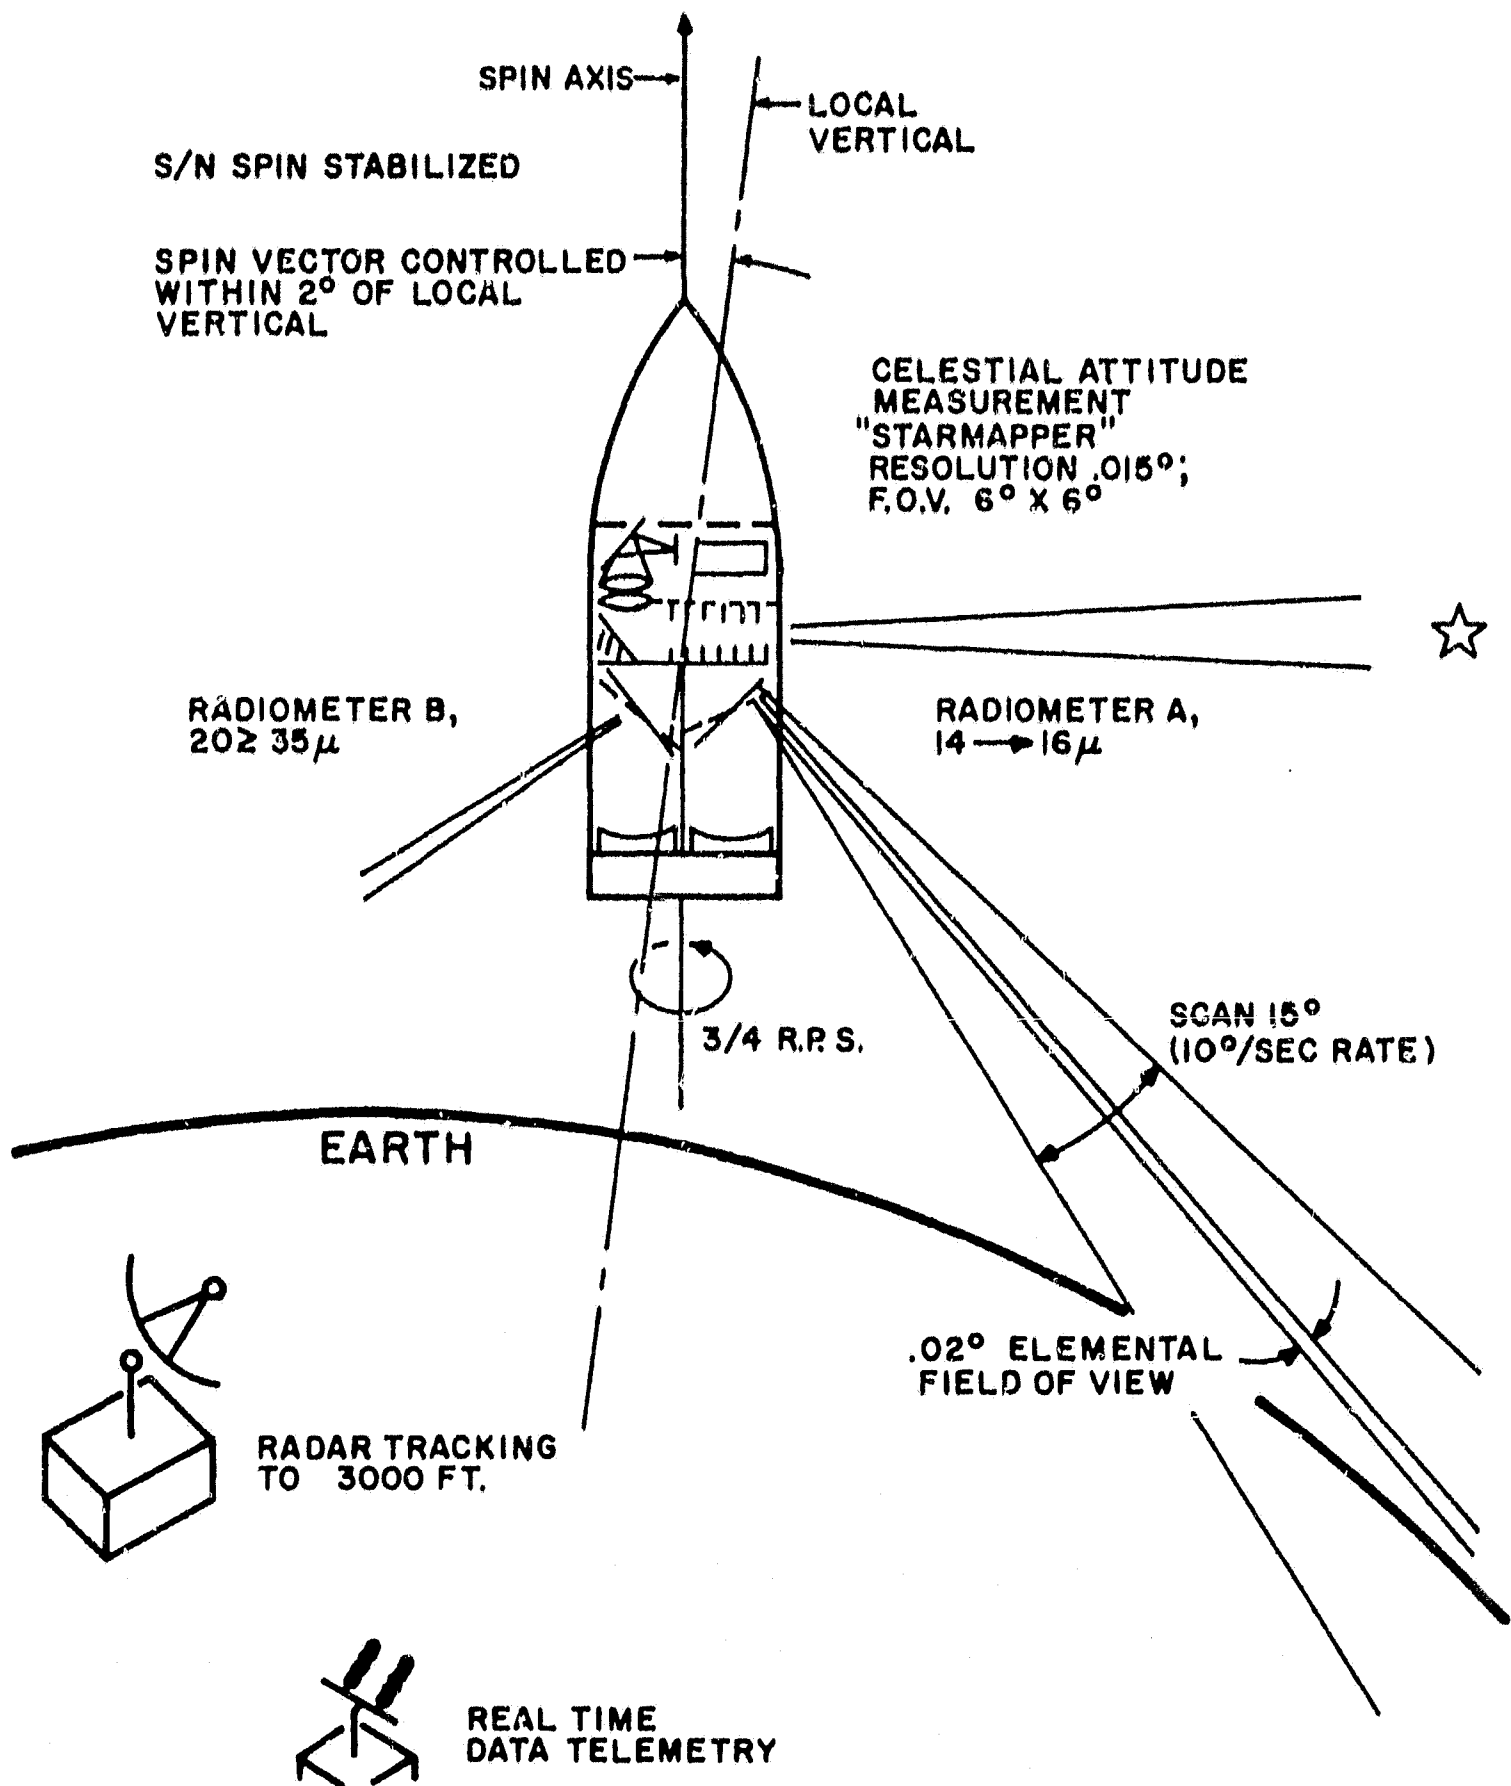 SPIN AXIS
LOCAL
VERTICAL
S/N SPIN STABILIZED
SPIN VECTOR CONTROLLED
WITHIN 2° OF LOCAL
VERTICAL
CELESTIAL ATTITUDE
MEASUREMENT
"STARMAPPER"
RESOLUTION .015°;
F.O.V. 6° X 6°
RADIOMETER B,
20≥ 35μ
RADIOMETER A,
14 → 16μ
3/4 R.P.S.
SCAN 15°
(10°/SEC RATE)
EARTH
.02° ELEMENTAL
FIELD OF VIEW
RADAR TRACKING
TO 3000 FT.
REAL TIME
DATA TELEMETRY